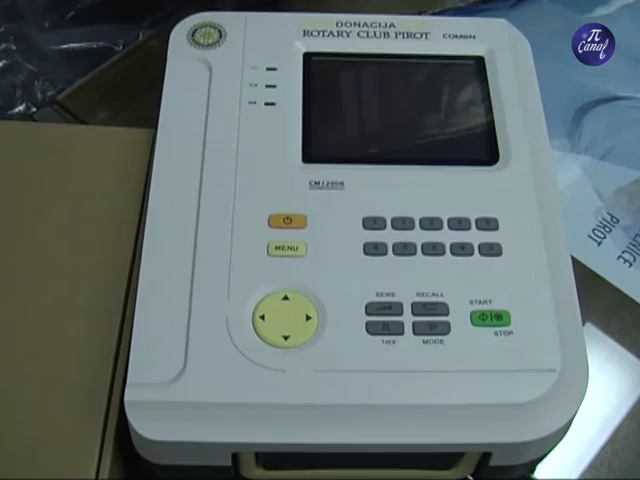 π
Canal
DONACIJA
ROTARY CLUB PIROT
COMEN
CM1200B
MENU
SENS
RECALL
START
1mV
MODE
STOP
PIROT